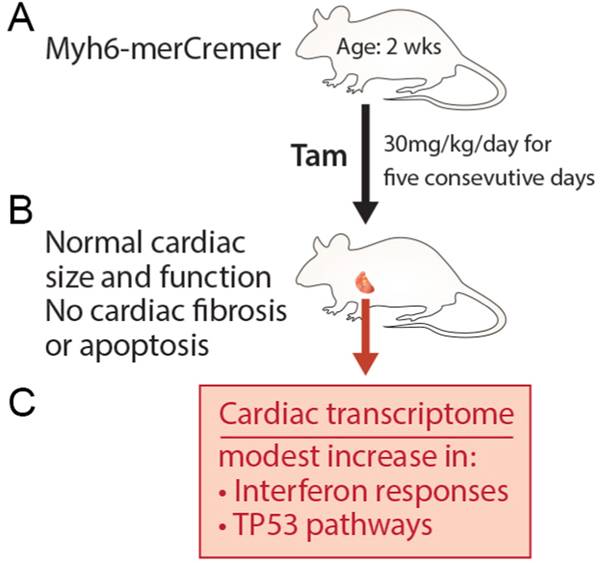 A
Myh6-merCremer
Age: 2 wks
Tam
30mg/kg/day for
five consevutive days
B
Normal cardiac
size and function
No cardiac fibrosis
or apoptosis
C
Cardiac transcriptome
modest increase in:
• Interferon responses
• TP53 pathways